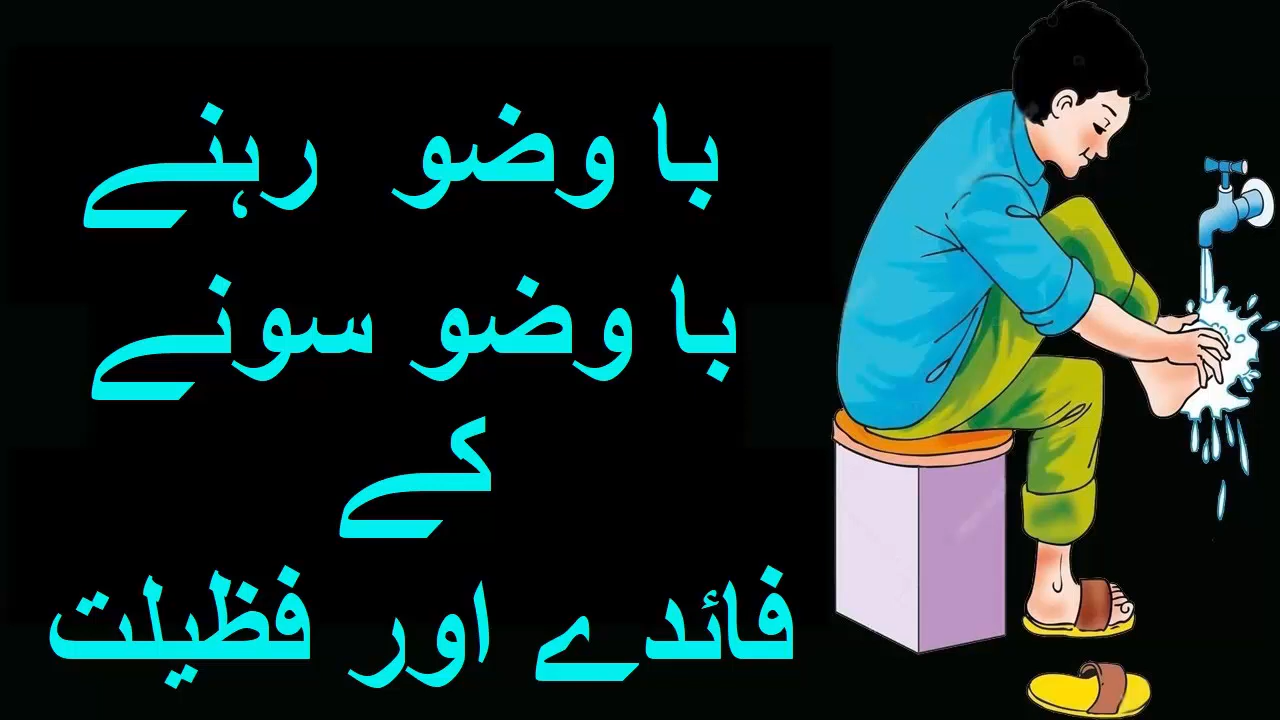 با وضو رہنے
با وضو سونے
کے
فائدے اور فظیلت